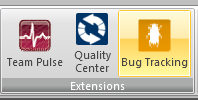 Team Pulse
Quality
Center
Bug Tracking
Extensions